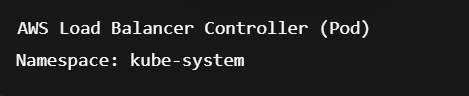 AWS Load Balancer Controller (Pod)
Namespace: kube-system